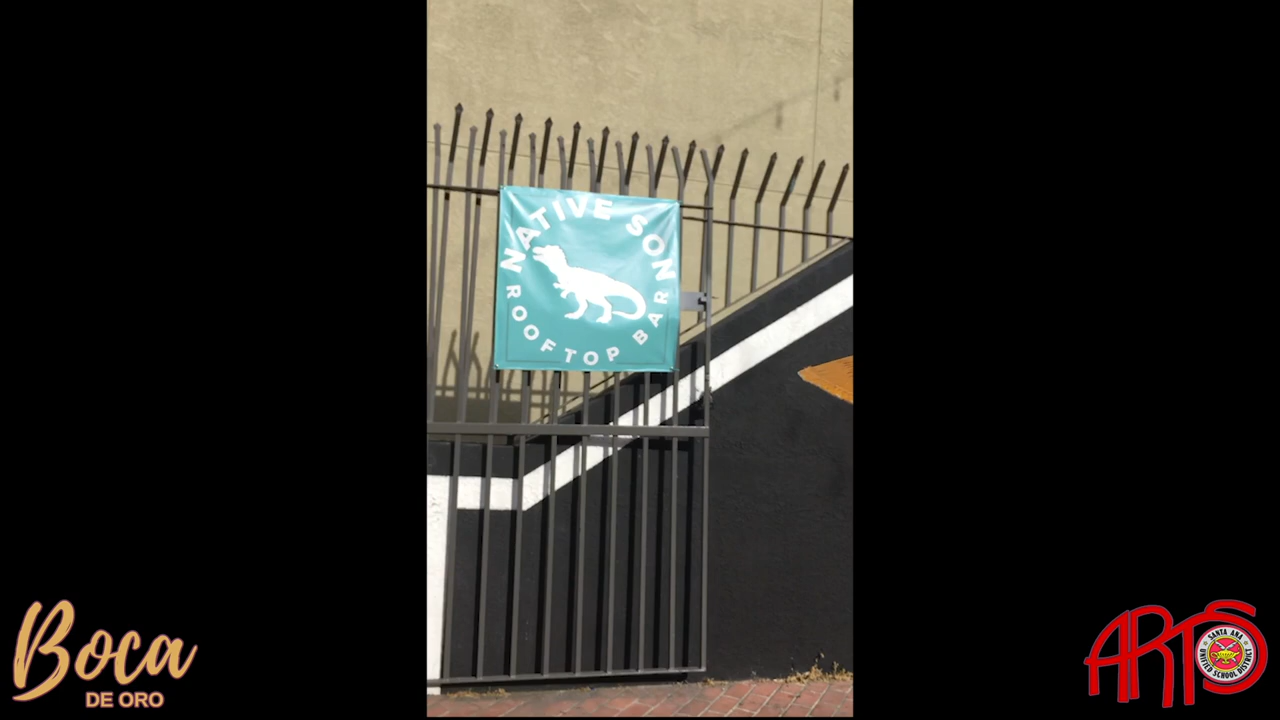 NATIVE SON
ROOFTOP BAR
Boca
DE ORO
ARTS
SANTA ANA
UNIFIED SCHOOL DISTRICT